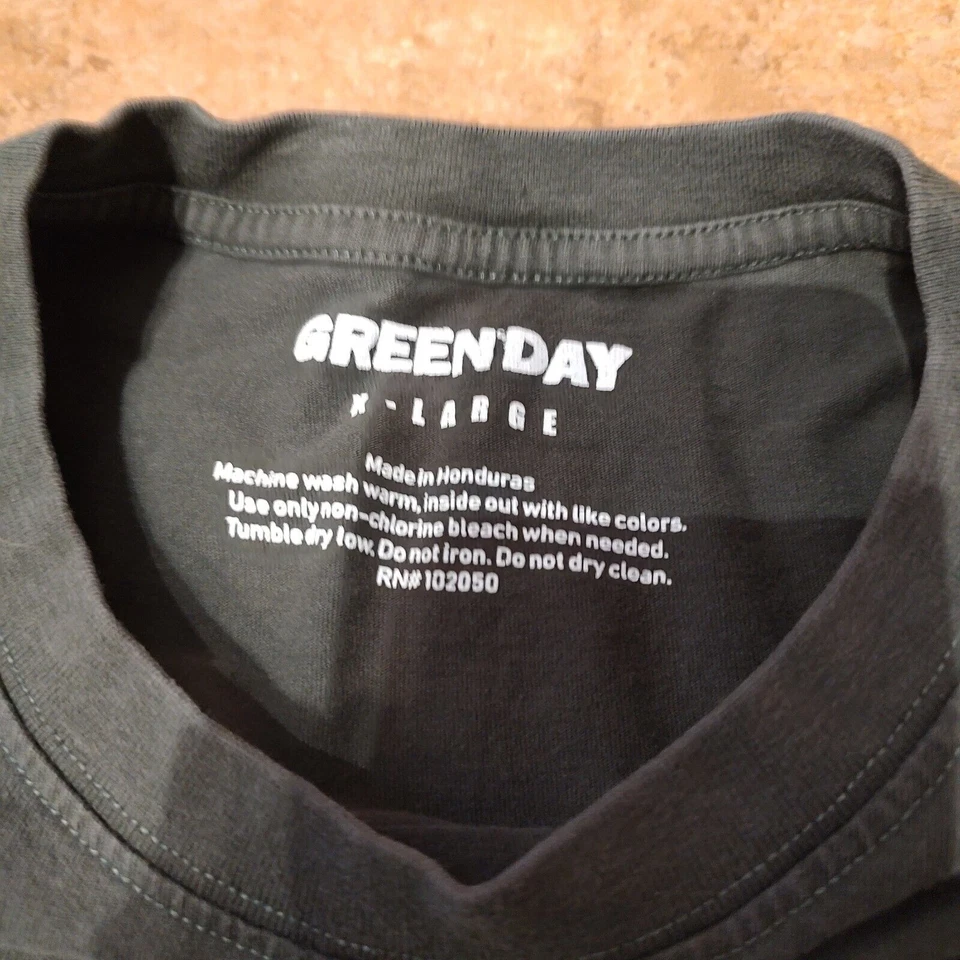 GREEN DAY
X-LARGE
Made in Honduras
Machine wash warm, inside out with like colors.
Use only non-chlorine bleach when needed.
Tumble dry low. Do not iron. Do not dry clean.
RN# 102050